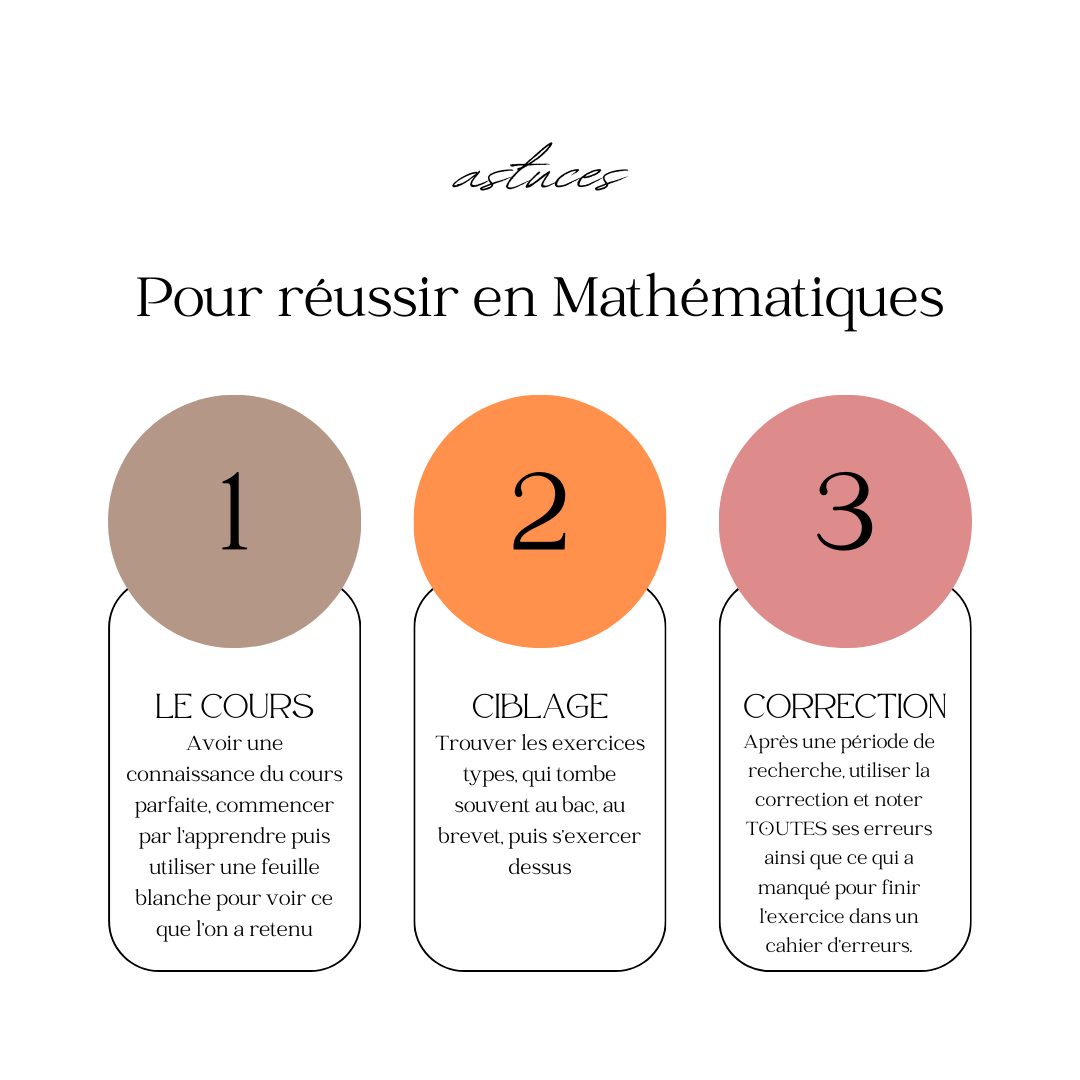 astuces
Pour réussir en Mathématiques
1
LE COURS
Avoir une
connaissance du cours
parfaite, commencer
par l'apprendre puis
utiliser une feuille
blanche pour voir ce
que l'on a retenu
2
CIBLAGE
Trouver les exercices
types, qui tombe
souvent au bac, au
brevet, puis s'exercer
dessus
3
CORRECTION
Après une période de
recherche, utiliser la
correction et noter
TOUTES ses erreurs
ainsi que ce qui a
manqué pour finir
l'exercice dans un
cahier d'erreurs.